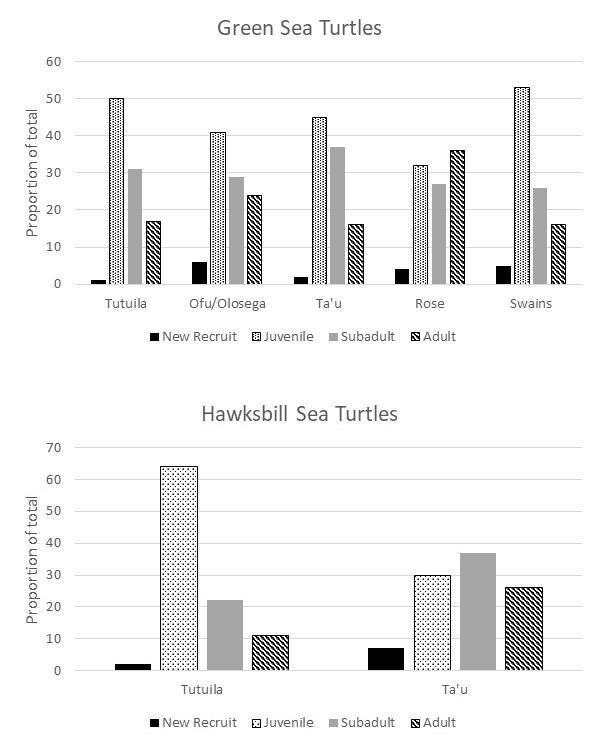 Green Sea Turtles
60
50
40
30
20
10
0
Proportion of total
Tutuila Ofu/Olosega Ta'u Rose Swains
New Recruit Juvenile Subadult Adult
Hawksbill Sea Turtles
70
60
50
40
30
20
10
0
Proportion of total
Tutuila Ta'u
New Recruit Juvenile Subadult Adult